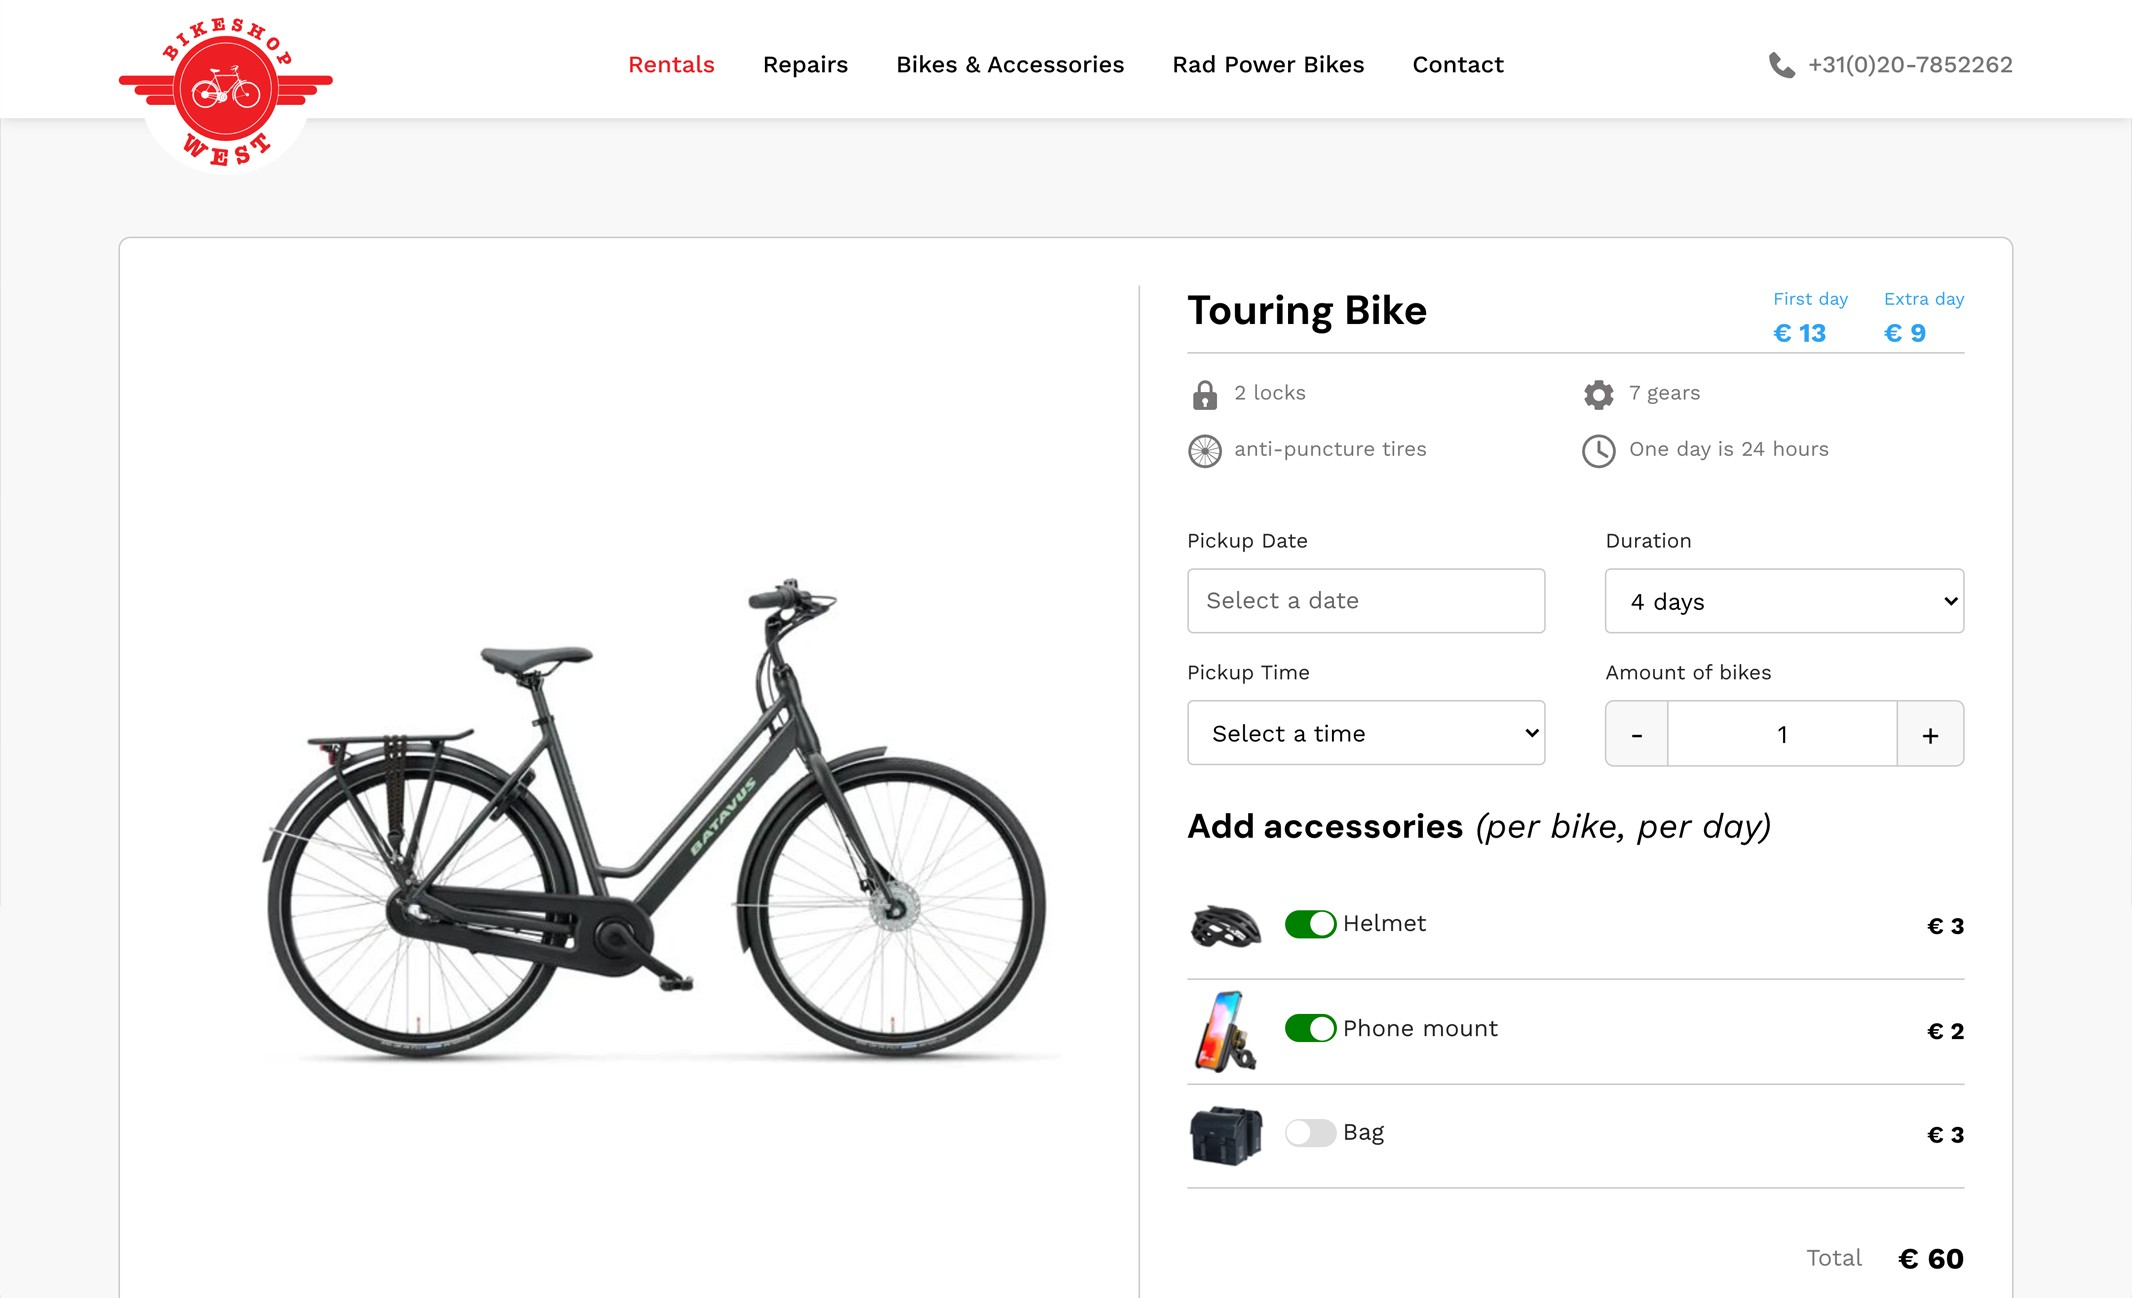 BIKESHOP
WEST
Rentals
Repairs
Bikes & Accessories
Rad Power Bikes
Contact
+31(0)20-7852262
BATAVUS
Touring Bike
First day
€ 13
Extra day
€ 9
2 locks
7 gears
anti-puncture tires
One day is 24 hours
Pickup Date
Select a date
Duration
4 days
Pickup Time
Select a time
Amount of bikes
- 1 +
Add accessories (per bike, per day)
Helmet € 3
Phone mount € 2
Bag € 3
Total € 60